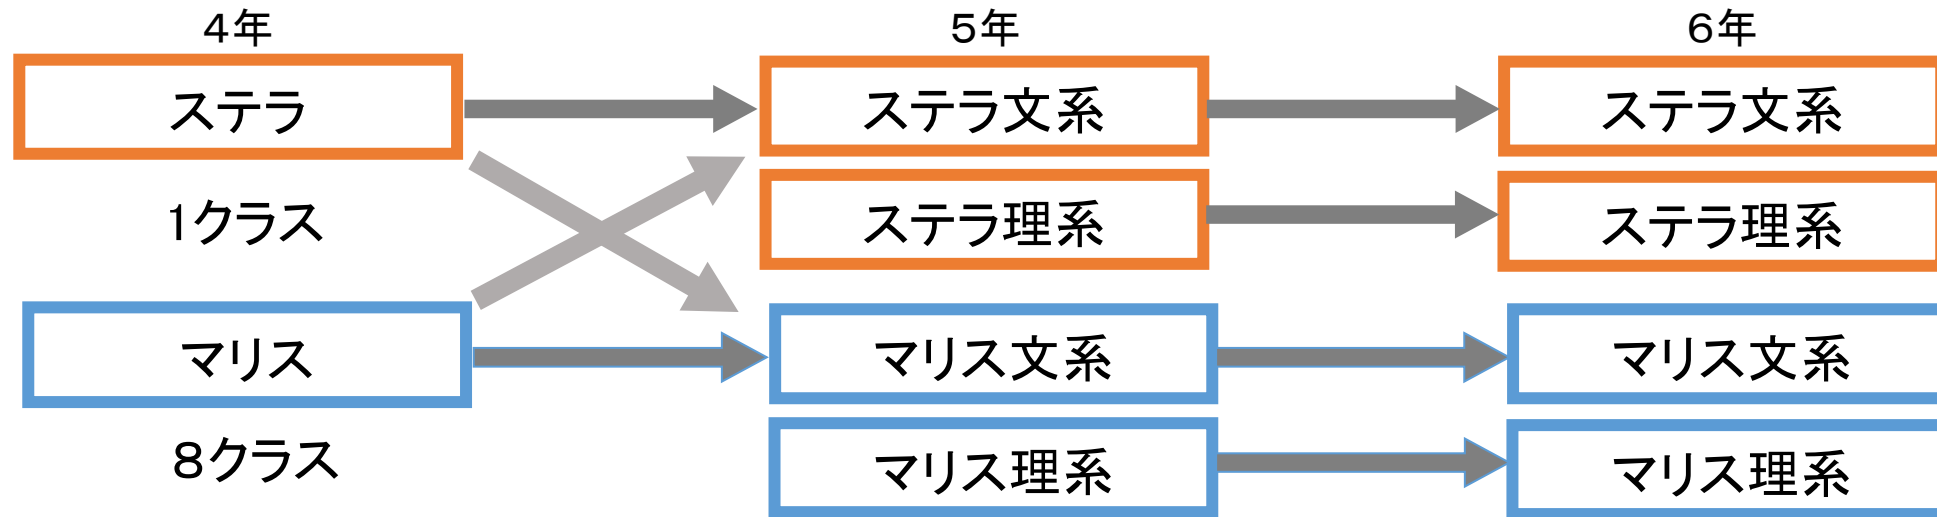 ４年
５年
６年
ステラ
ステラ文系
ステラ文系
1クラス
ステラ理系
ステラ理系
マリス
マリス文系
マリス文系
８クラス
マリス理系
マリス理系